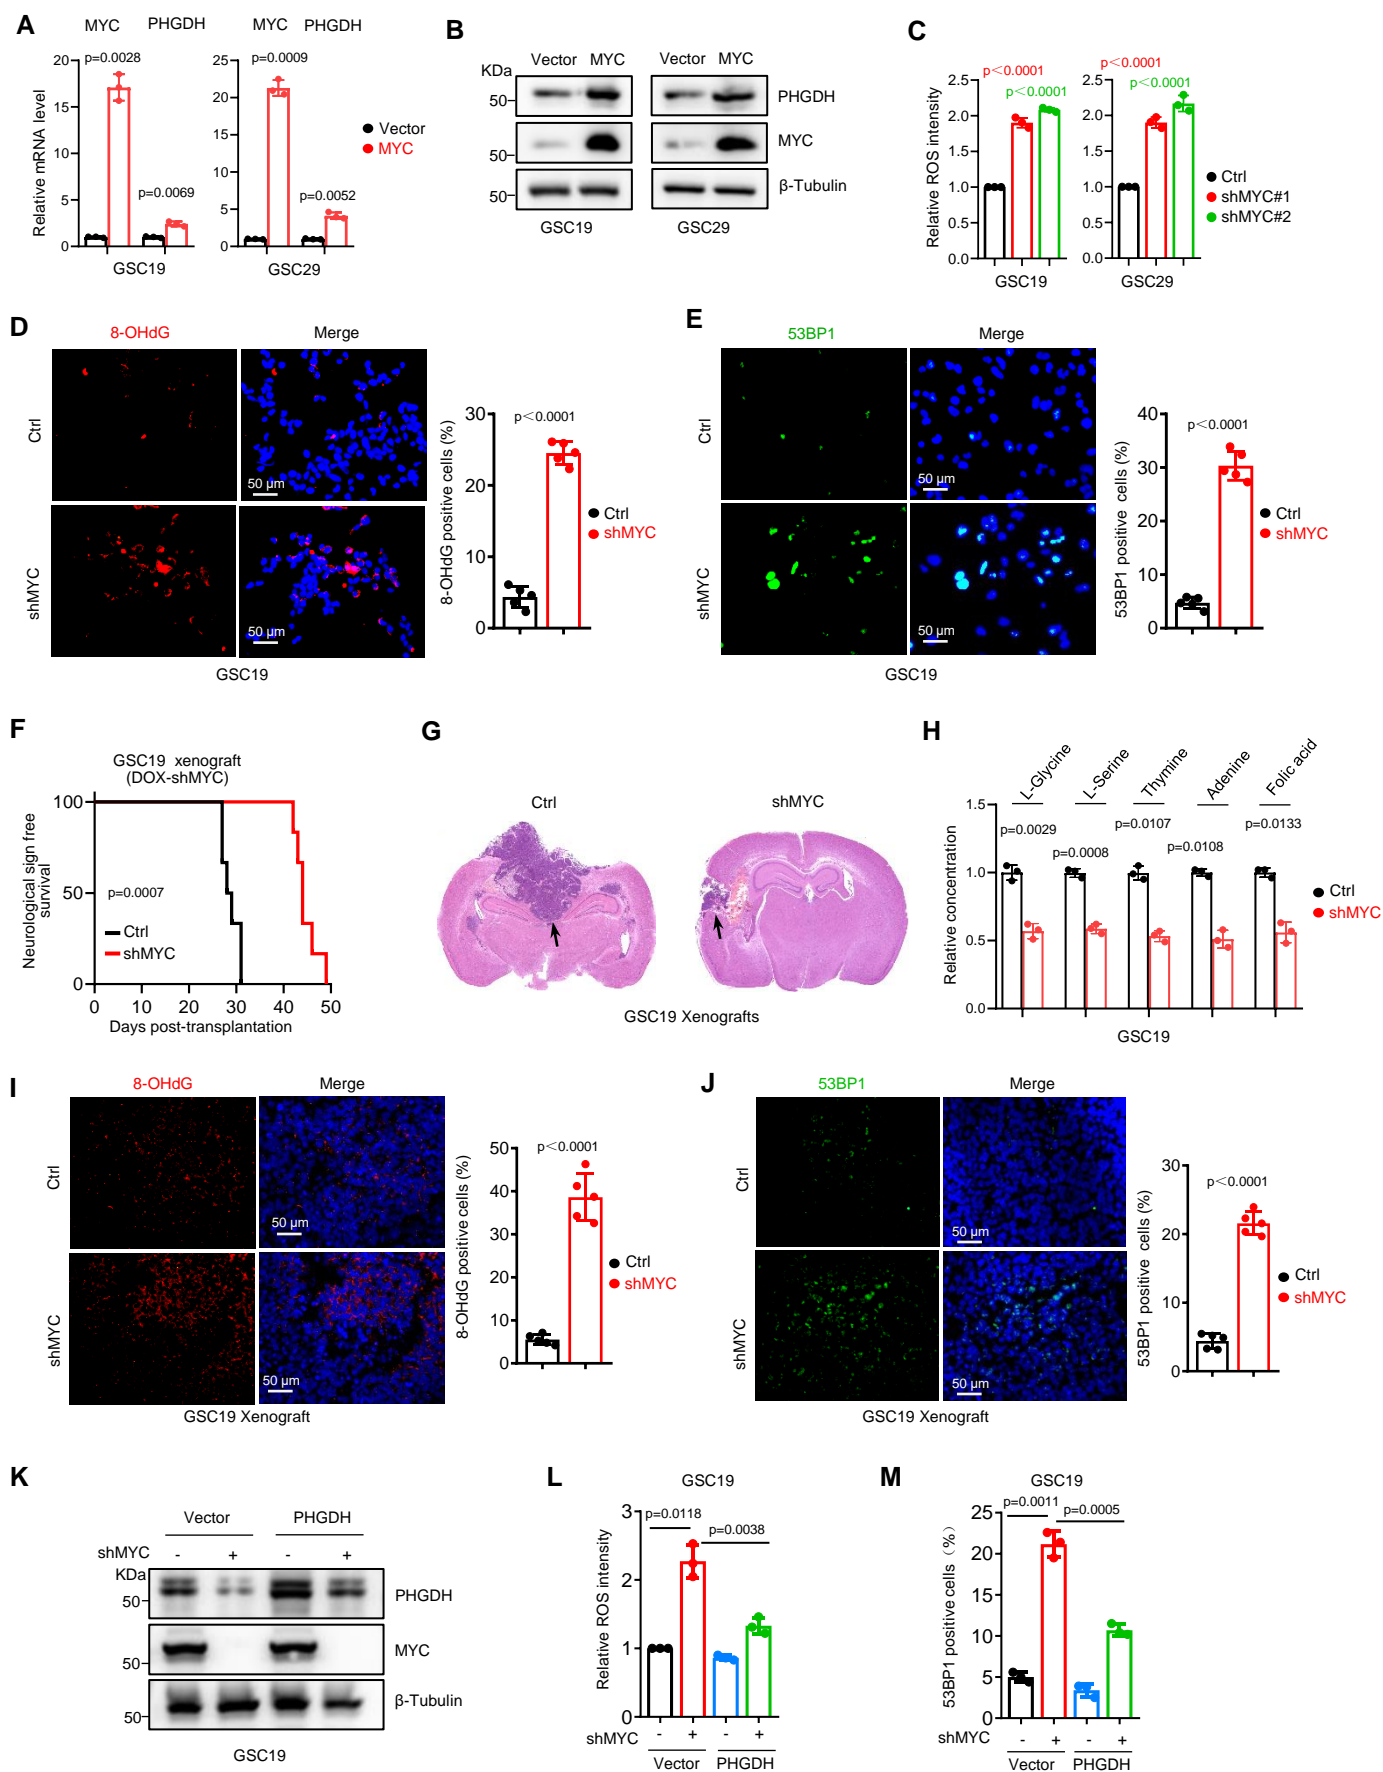 A
MYC PHGDH
MYC PHGDH
Relative mRNA level
20
15
10
5
0
p=0.0028
p=0.0069
GSC19
25
20
15
10
5
0
p=0.0009
p=0.0052
GSC29
Vector
MYC
B
Vector MYC
Vector MYC
KDa
50
PHGDH
50
MYC
50
β-Tubulin
GSC19
GSC29
C
p<0.0001
p<0.0001
p<0.0001
p<0.0001
Relative ROS intensity
2.5
2.0
1.5
1.0
0.5
0.0
GSC19
2.5
2.0
1.5
1.0
0.5
0.0
GSC29
Ctrl
shMYC#1
shMYC#2
D
8-OHdG
Merge
Ctrl
50 μm
shMYC
50 μm
GSC19
8-OHdG positive cells (%)
30
20
10
0
p<0.0001
Ctrl
shMYC
E
53BP1
Merge
Ctrl
50 μm
shMYC
50 μm
GSC19
53BP1 positive cells (%)
40
30
20
10
0
p<0.0001
Ctrl
shMYC
F
GSC19 xenograft
(DOX-shMYC)
Neurological sign free
survival
100
50
0
p=0.0007
Ctrl
shMYC
0 10 20 30 40 50
Days post-transplantation
G
Ctrl
shMYC
GSC19 Xenografts
H
L-Glycine
L-Serine
Thymine
Adenine
Folic acid
Relative concentration
1.5
1.0
0.5
0.0
p=0.0029
p=0.0008
p=0.0107
p=0.0108
p=0.0133
Ctrl
shMYC
GSC19
I
8-OHdG
Merge
Ctrl
50 μm
shMYC
50 μm
GSC19 Xenograft
8-OHdG positive cells (%)
50
40
30
20
10
0
p<0.0001
Ctrl
shMYC
J
53BP1
Merge
Ctrl
50 μm
shMYC
50 μm
GSC19 Xenograft
53BP1 positive cells (%)
30
20
10
0
p<0.0001
Ctrl
shMYC
K
Vector PHGDH
shMYC - + - +
KDa
50
PHGDH
MYC
50
β-Tubulin
50
GSC19
L
GSC19
Relative ROS intensity
3
2
1
0
p=0.0118
p=0.0038
shMYC - + - +
Vector PHGDH
M
GSC19
53BP1 positive cells (%)
25
20
15
10
5
0
p=0.0011
p=0.0005
shMYC - + - +
Vector PHGDH